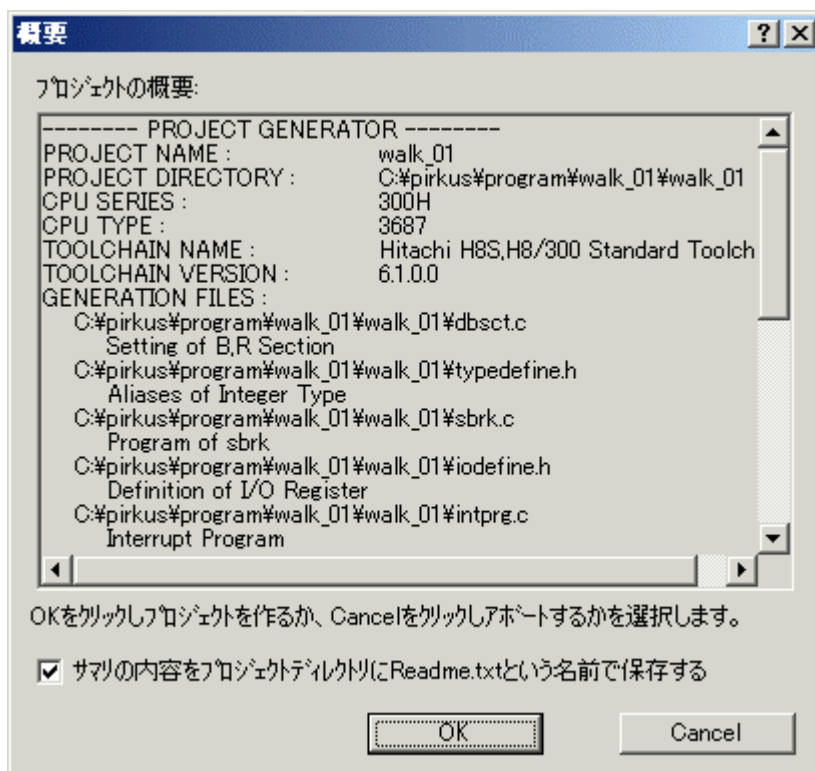 概要
プロジェクトの概要:
-------- PROJECT GENERATOR --------
PROJECT NAME : walk_01
PROJECT DIRECTORY : C:¥pirkus¥program¥walk_01¥walk_01
CPU SERIES : 300H
CPU TYPE : 3687
TOOLCHAIN NAME : Hitachi H8S,H8/300 Standard Toolch
TOOLCHAIN VERSION : 6.1.0.0
GENERATION FILES :
C:¥pirkus¥program¥walk_01¥walk_01¥dbsct.c
Setting of B,R Section
C:¥pirkus¥program¥walk_01¥walk_01¥typedefine.h
Aliases of Integer Type
C:¥pirkus¥program¥walk_01¥walk_01¥sbrk.c
Program of sbrk
C:¥pirkus¥program¥walk_01¥walk_01¥iodefine.h
Definition of I/O Register
C:¥pirkus¥program¥walk_01¥walk_01¥intprg.c
Interrupt Program
OKをクリックしプロジェクトを作るか、Cancelをクリックしアボートするかを選択します。
サマリの内容をプロジェクトディレクトリにReadme.txtという名前で保存する
OK Cancel